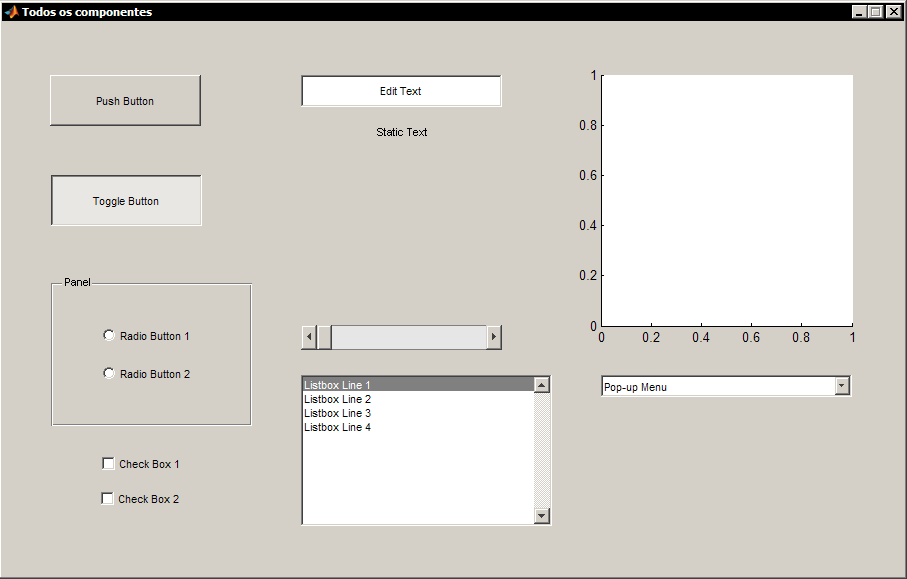 Todos os componentes
Push Button
Toggle Button
Panel
Radio Button 1
Radio Button 2
Check Box 1
Check Box 2
Edit Text
Static Text
Listbox Line 1
Listbox Line 2
Listbox Line 3
Listbox Line 4
1
0.8
0.6
0.4
0.2
0
0 0.2 0.4 0.6 0.8 1
Pop-up Menu